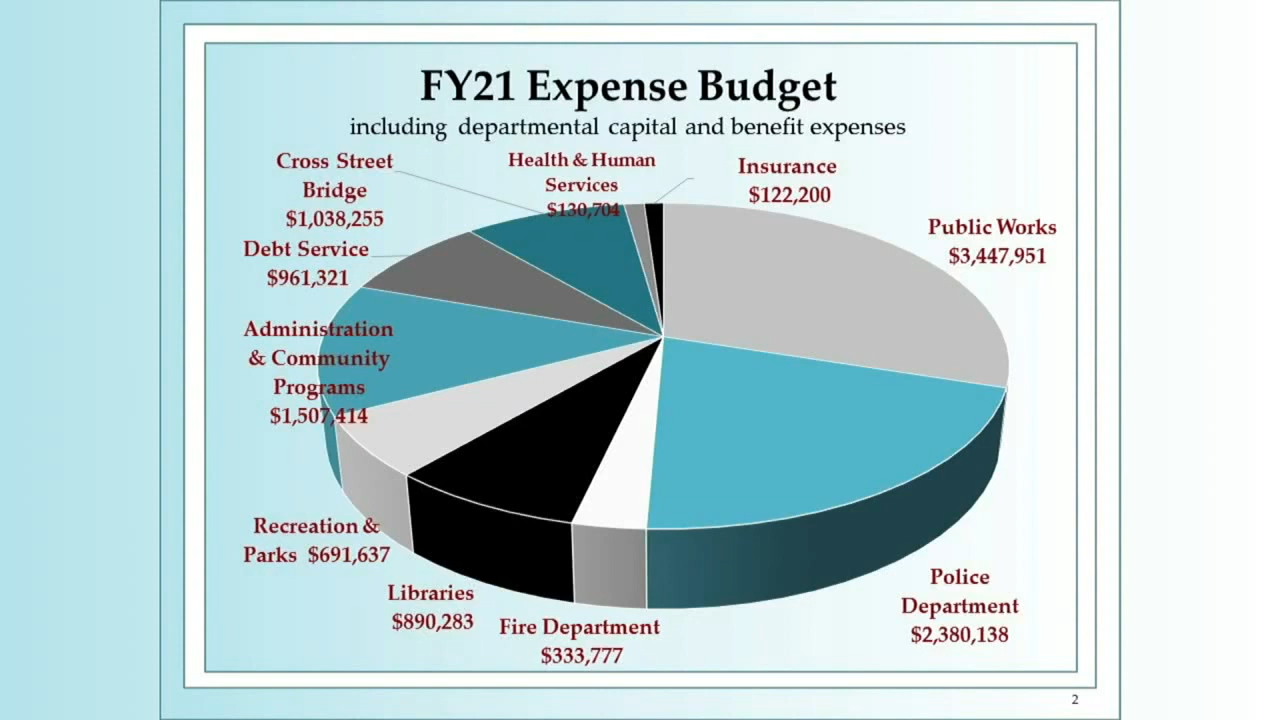 FY21 Expense Budget
including departmental capital and benefit expenses
Cross Street
Bridge
$1,038,255
Health & Human
Services
$130,704
Insurance
$122,200
Public Works
$3,447,951
Debt Service
$961,321
Administration
& Community
Programs
$1,507,414
Recreation &
Parks $691,637
Libraries
$890,283
Fire Department
$333,777
Police
Department
$2,380,138
2